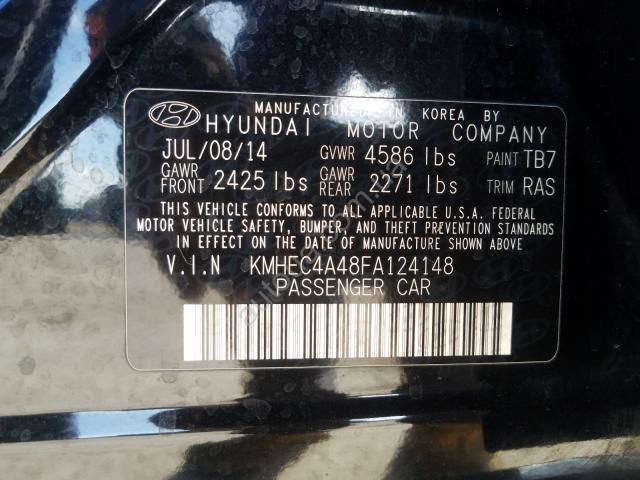 MANUFACTURED IN KOREA BY
HYUNDAI MOTOR COMPANY
JUL/08/14 GVWR 4586 lbs PAINT TB7
GAWR FRONT 2425 lbs GAWR REAR 2271 lbs TRIM RAS
THIS VEHICLE CONFORMS TO ALL APPLICABLE U.S.A. FEDERAL
MOTOR VEHICLE SAFETY, BUMPER, AND THEFT PREVENTION STANDARDS
IN EFFECT ON THE DATE OF MANUFACTURE SHOWN ABOVE
V.I.N KMHEC4A48FA124148
PASSENGER CAR